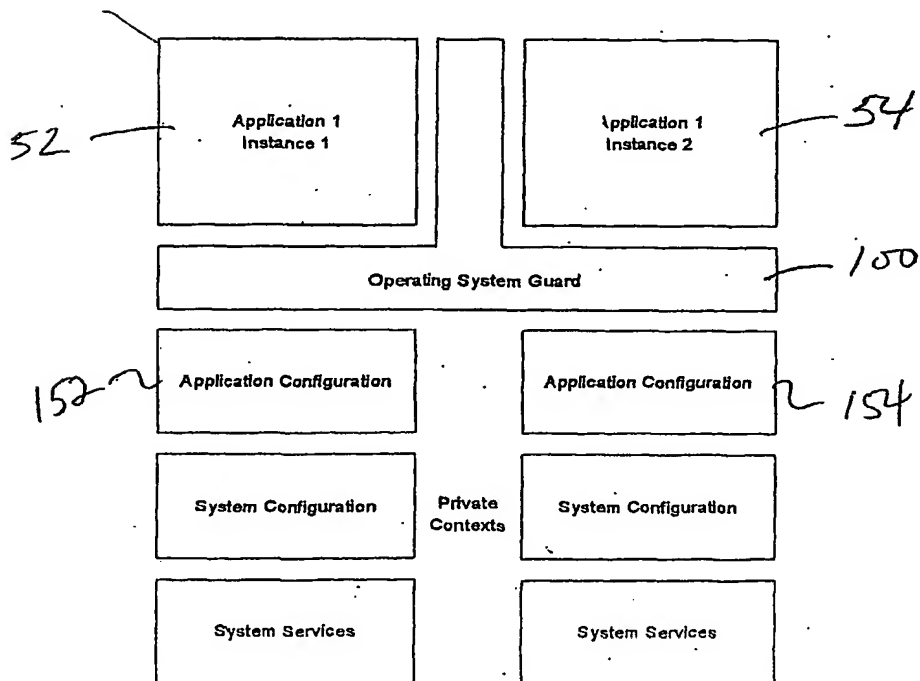 Application 1
Instance 1
Application 1
Instance 2
52
54
Operating System Guard
100
Application Configuration
Application Configuration
152
154
System Configuration
Private
Contexts
System Configuration
System Services
System Services